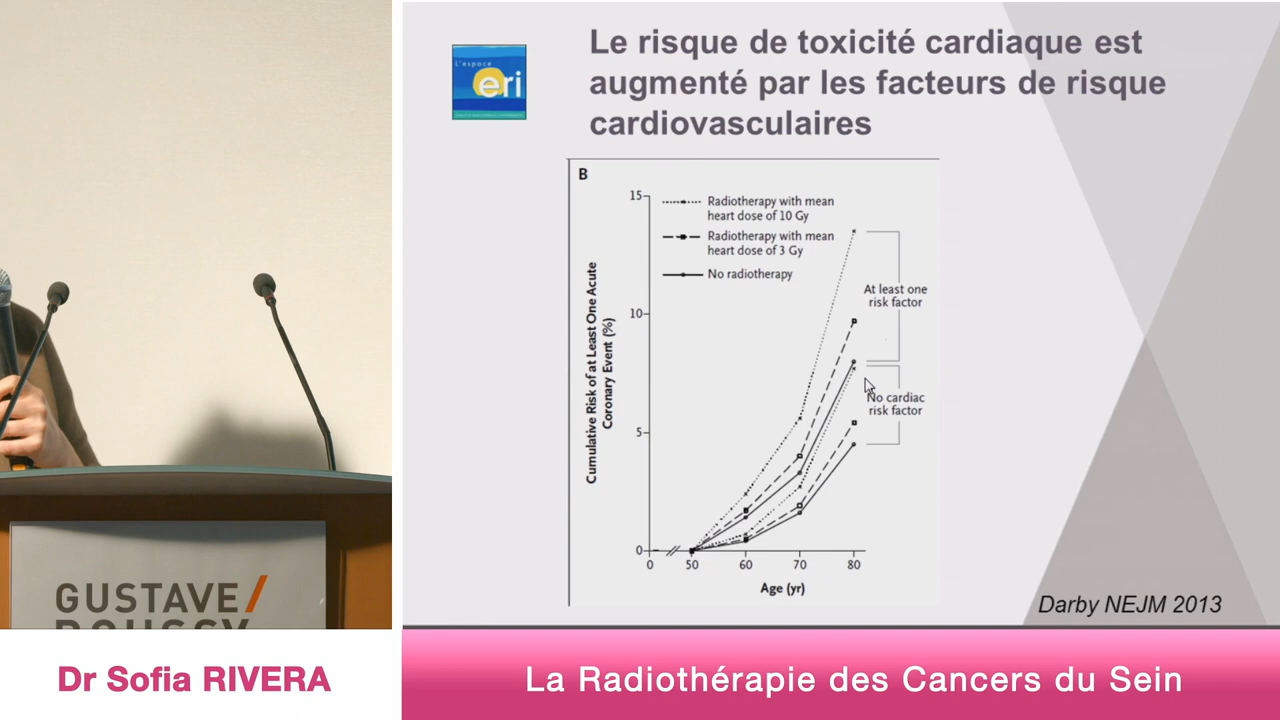 Le risque de toxicité cardiaque est
augmenté par les facteurs de risque
cardiovasculaires
L'espace
eri
B
15
10
5
0
Radiotherapy with mean
heart dose of 10 Gy
Radiotherapy with mean
heart dose of 3 Gy
No radiotherapy
At least one
risk factor
No cardiac
risk factor
Cumulative Risk of at Least One Acute
Coronary Event (%)
0 50 60 70 80
Age (yr)
Darby NEJM 2013
GUSTAVE/
ROUSSY
Dr Sofia RIVERA
La Radiothérapie des Cancers du Sein